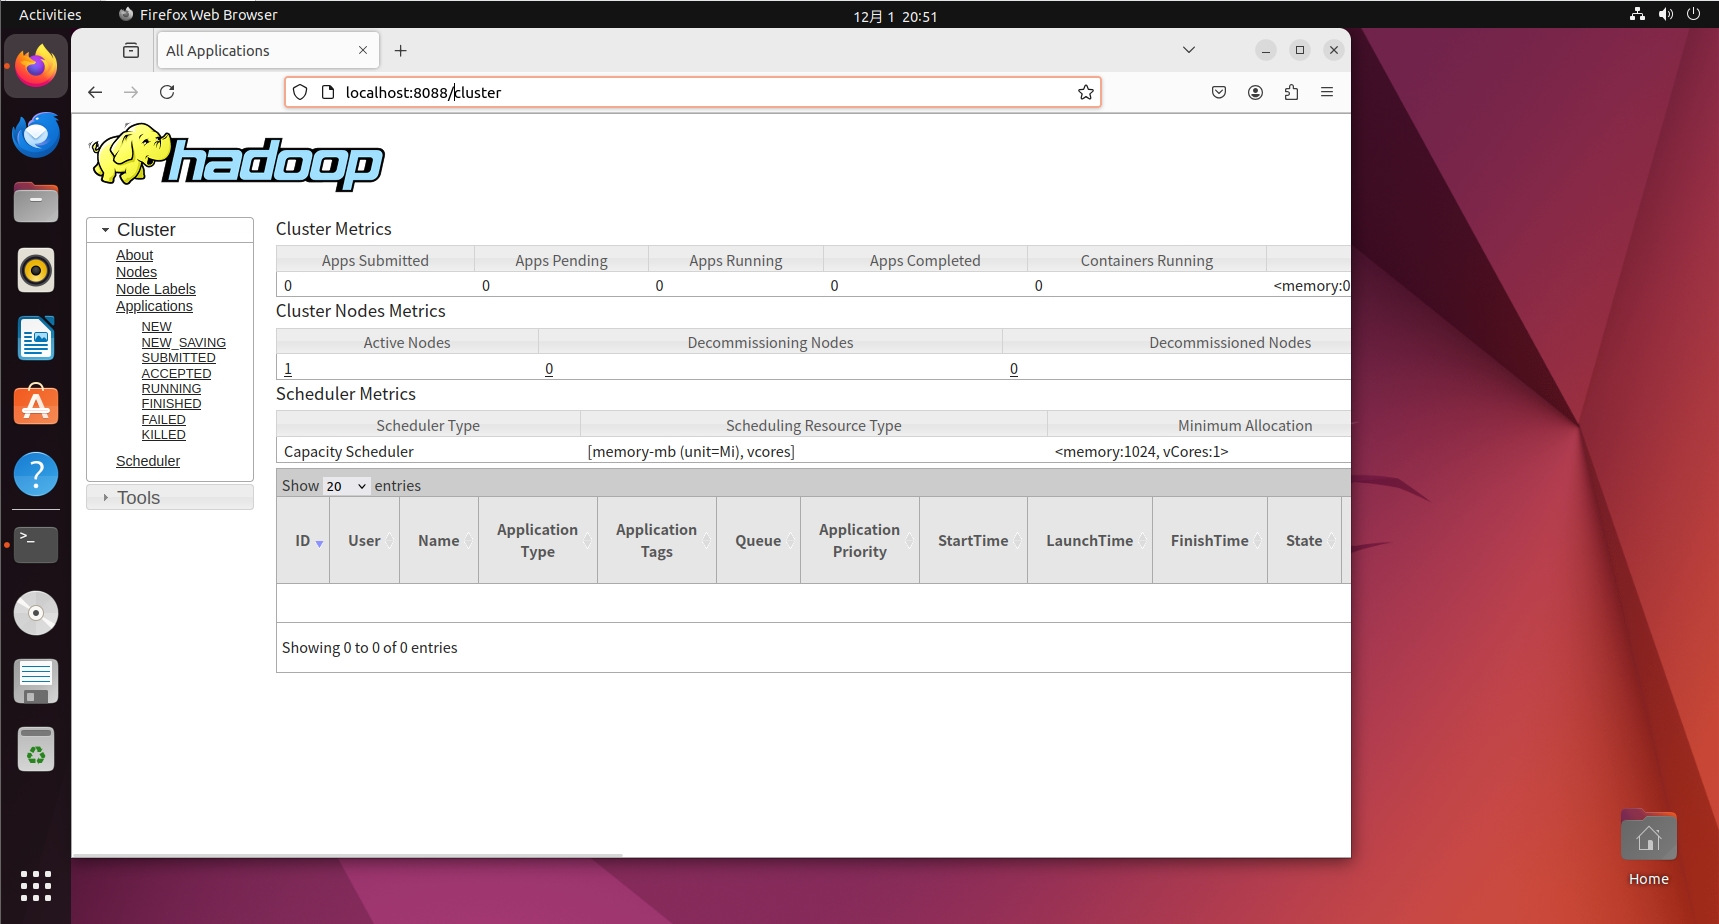 Activities Firefox Web Browser 12月 1 20:51
All Applications
localhost:8088/cluster
hadoop
Cluster
About
Nodes
Node Labels
Applications
NEW
NEW_SAVING
SUBMITTED
ACCEPTED
RUNNING
FINISHED
FAILED
KILLED
Scheduler
Tools
Cluster Metrics
Apps Submitted Apps Pending Apps Running Apps Completed Containers Running
0 0 0 0 0 <memory:0
Cluster Nodes Metrics
Active Nodes Decommissioning Nodes Decommissioned Nodes
1 0 0
Scheduler Metrics
Scheduler Type Scheduling Resource Type Minimum Allocation
Capacity Scheduler [memory-mb (unit=Mi), vcores] <memory:1024, vCores:1>
Show 20 entries
ID User Name Application Type Application Tags Queue Application Priority StartTime LaunchTime FinishTime State
Showing 0 to 0 of 0 entries
Home